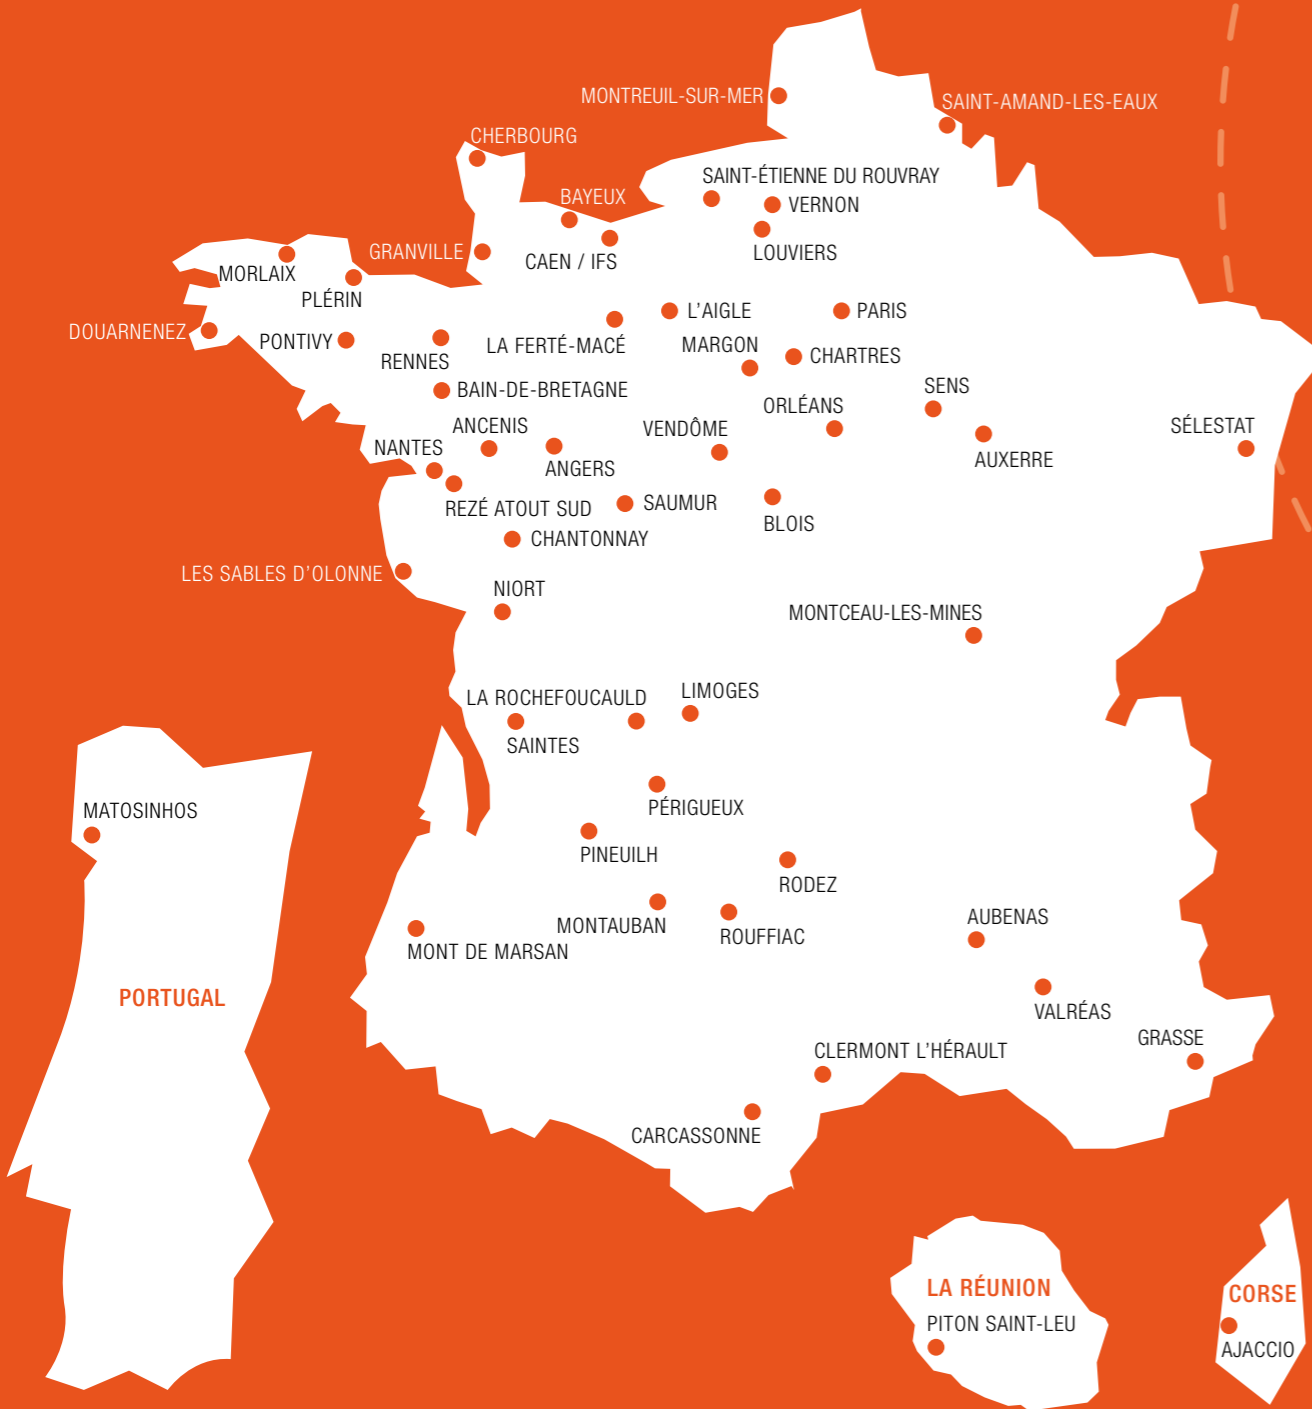 MONTREUIL-SUR-MER
SAINT-AMAND-LES-EAUX
CHERBOURG
SAINT-ÉTIENNE DU ROUVRAY
BAYEUX
VERNON
GRANVILLE
LOUVIERS
CAEN / IFS
MORLAIX
PLÉRIN
L'AIGLE
PARIS
DOUARNENEZ
PONTIVY
LA FERTÉ-MACÉ
MARGON
CHARTRES
RENNES
BAIN-DE-BRETAGNE
SENS
ORLÉANS
ANCENIS
VENDÔME
SÉLESTAT
NANTES
AUXERRE
ANGERS
SAUMUR
REZÉ ATOUT SUD
BLOIS
CHANTONNAY
LES SABLES D'OLONNE
NIORT
MONTCEAU-LES-MINES
LIMOGES
LA ROCHEFOUCAULD
SAINTES
PÉRIGUEUX
MATOSINHOS
PINEUILH
RODEZ
AUBENAS
MONTAUBAN
ROUFFIAC
MONT DE MARSAN
PORTUGAL
VALRÉAS
GRASSE
CLERMONT L'HÉRAULT
CARCASSONNE
LA RÉUNION
PITON SAINT-LEU
CORSE
AJACCIO